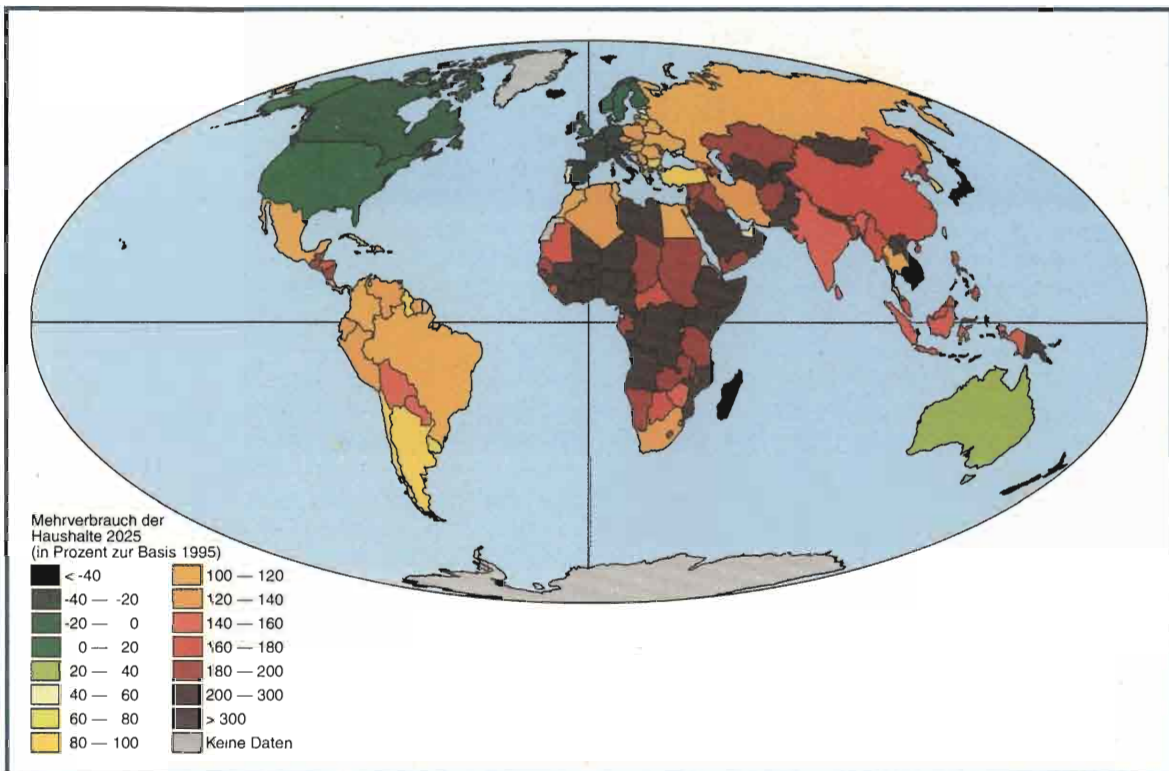 Mehrverbrauch der
Haushalte 2025
(in Prozent zur Basis 1995)
< -40
-40 — -20
-20 — 0
0 — 20
20 — 40
40 — 60
60 — 80
80 — 100
100 — 120
120 — 140
140 — 160
160 — 180
180 — 200
200 — 300
> 300
Keine Daten